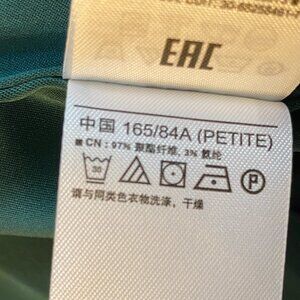 EAC
中国 165/84A (PETITE)
■ CN: 97% 聚酯纤维 3% 氨纶
30
P
请与同类色衣物洗涤，干燥